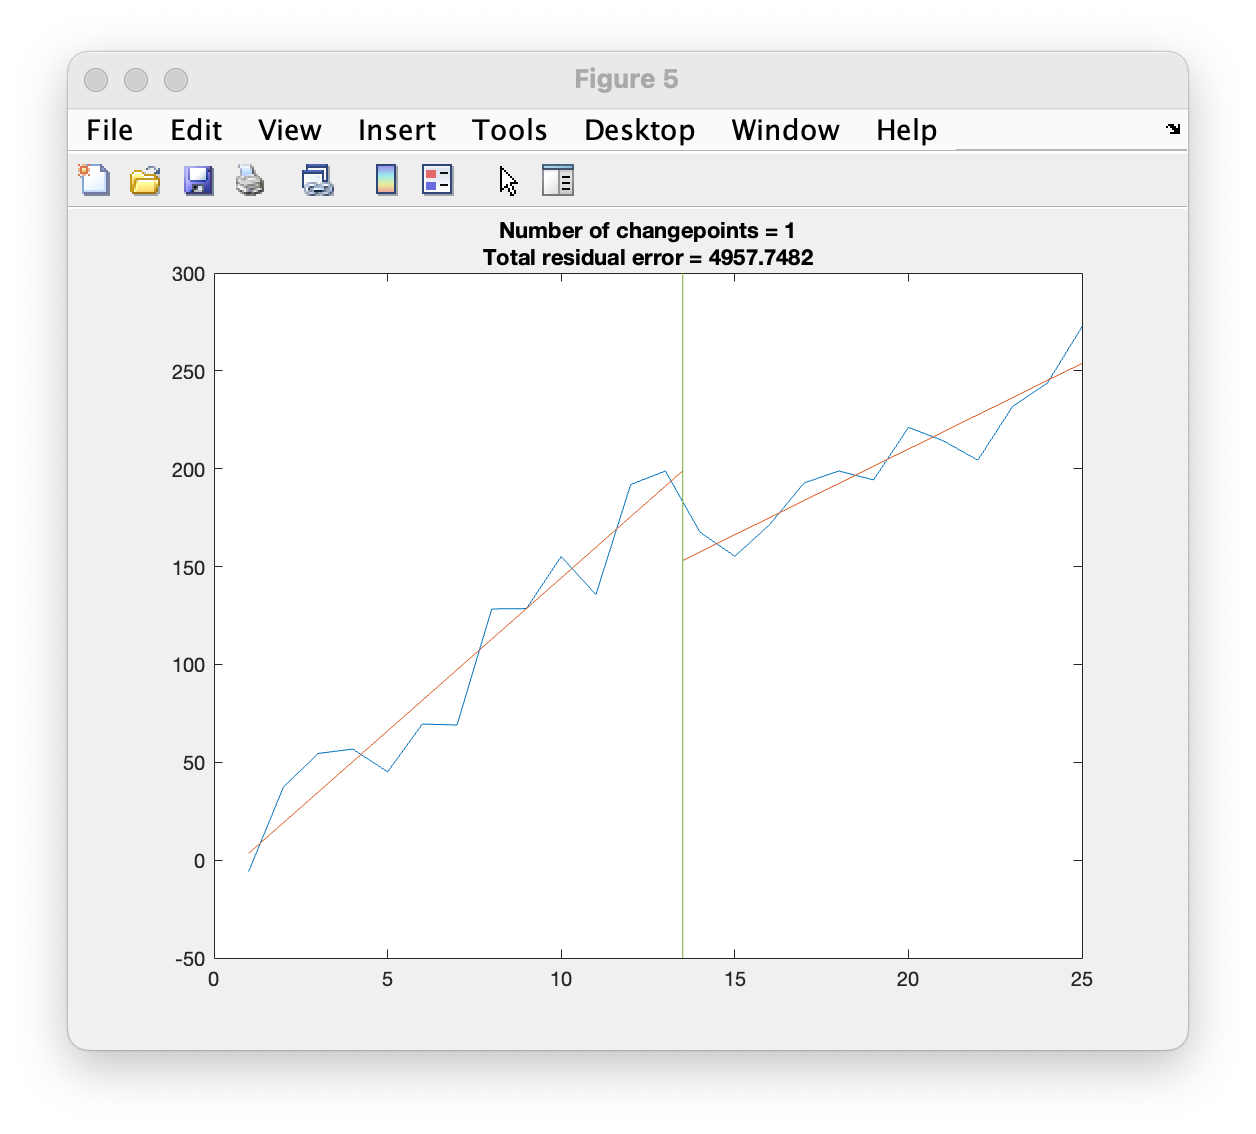 Figure 5
File Edit View Insert Tools Desktop Window Help
Number of changepoints = 1
Total residual error = 4957.7482
300
250
200
150
100
50
0
-50
0 5 10 15 20 25